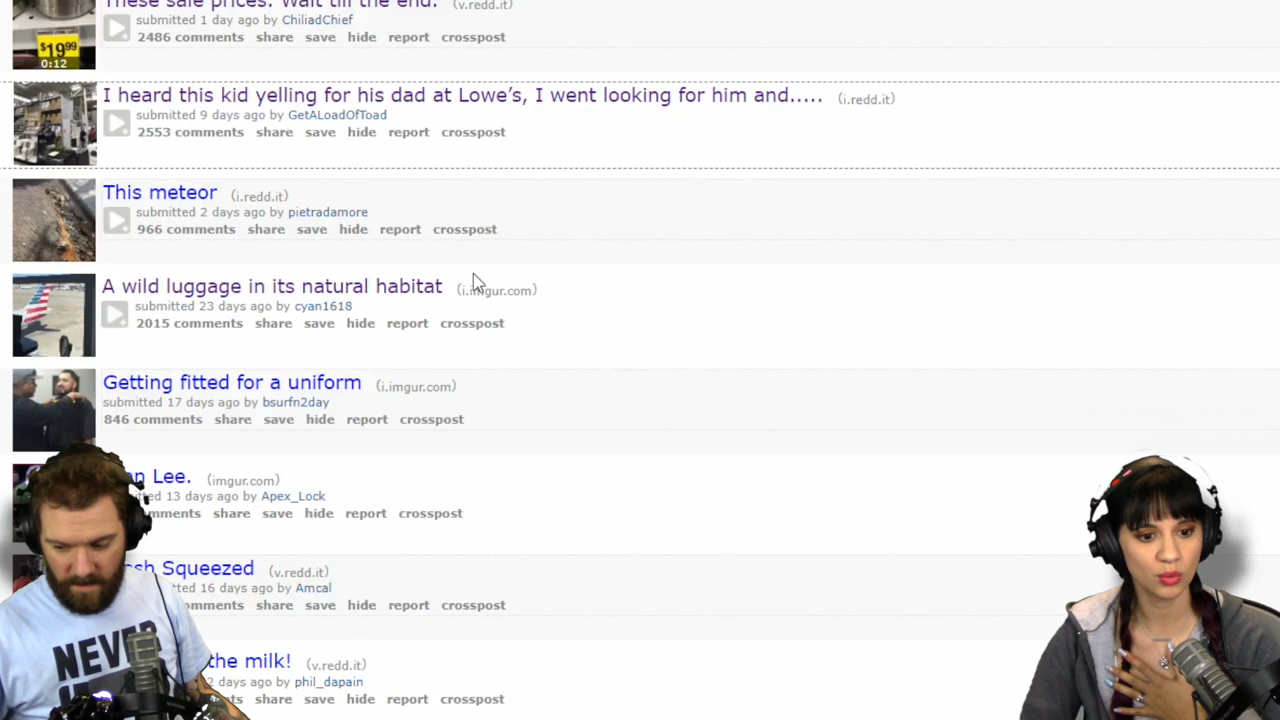 These sale prices. Wait till the end. (v.redd.it)
submitted 1 day ago by ChiliadChief
2486 comments share save hide report crosspost
$19.99
0:12
I heard this kid yelling for his dad at Lowe's, I went looking for him and..... (i.redd.it)
submitted 9 days ago by GetALoadOfToad
2553 comments share save hide report crosspost
This meteor (i.redd.it)
submitted 2 days ago by pietradamore
966 comments share save hide report crosspost
A wild luggage in its natural habitat (i.imgur.com)
submitted 23 days ago by cyan1618
2015 comments share save hide report crosspost
Getting fitted for a uniform (i.imgur.com)
submitted 17 days ago by bsurfn2day
846 comments share save hide report crosspost
Lee. (imgur.com)
13 days ago by Apex_Lock
share save hide report crosspost
Squeezed (v.redd.it)
16 days ago by Amcal
share save hide report crosspost
the milk! (v.redd.it)
days ago by phil_dapain
share save hide report crosspost
NEVER